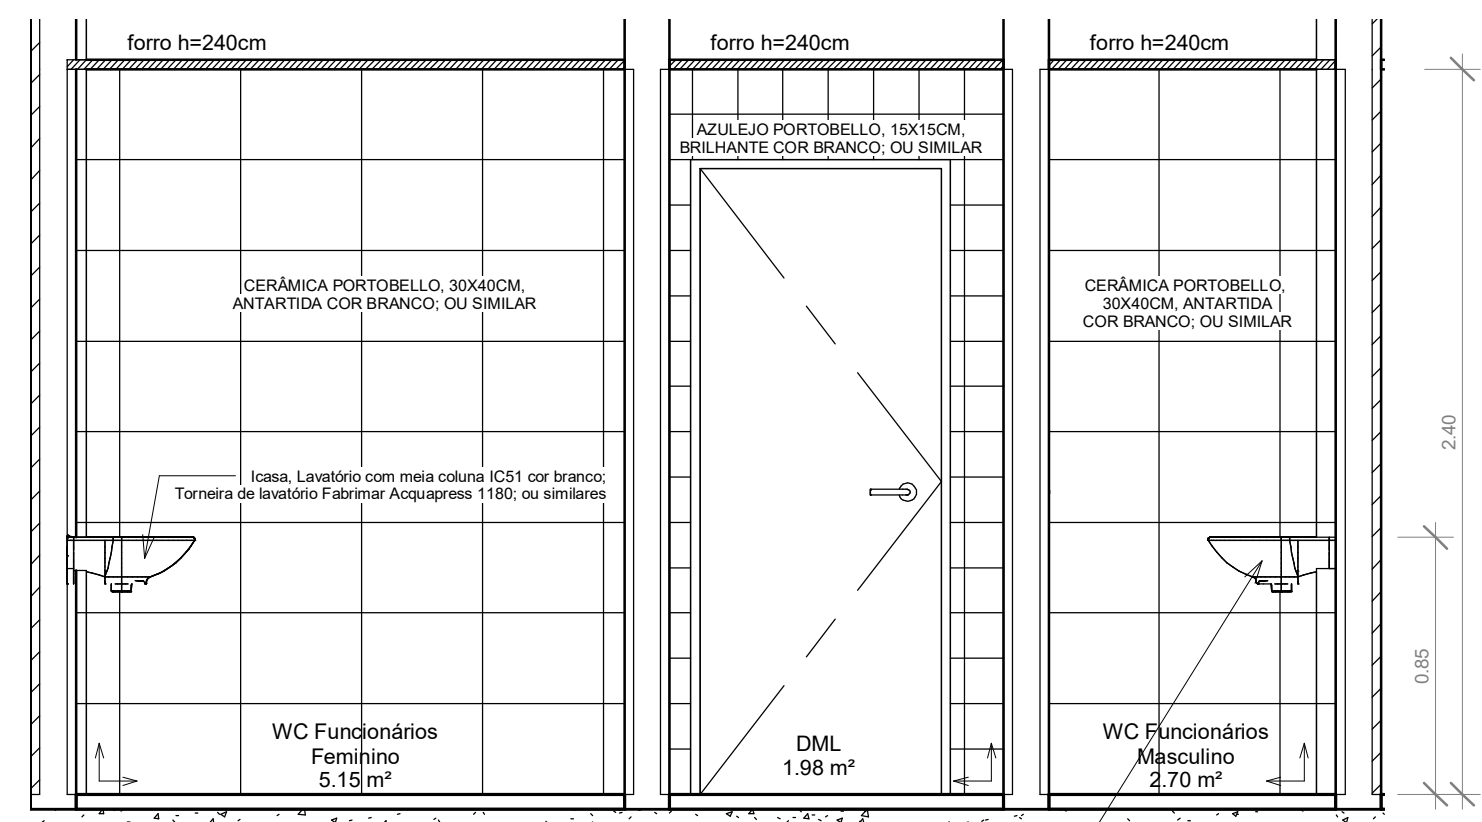 forro h=240cm
forro h=240cm
forro h=240cm
AZULEJO PORTOBELLO, 15X15CM,
BRILHANTE COR BRANCO; OU SIMILAR
CERÂMICA PORTOBELLO, 30X40CM,
ANTARTIDA COR BRANCO; OU SIMILAR
CERÂMICA PORTOBELLO,
30X40CM, ANTARTIDA
COR BRANCO; OU SIMILAR
2.40
Icasa, Lavatório com meia coluna IC51 cor branco;
Torneira de lavatório Fabrimar Acquapress 1180; ou similares
0.85
WC Funcionários
Feminino
5.15 m²
DML
1.98 m²
WC Funcionários
Masculino
2.70 m²